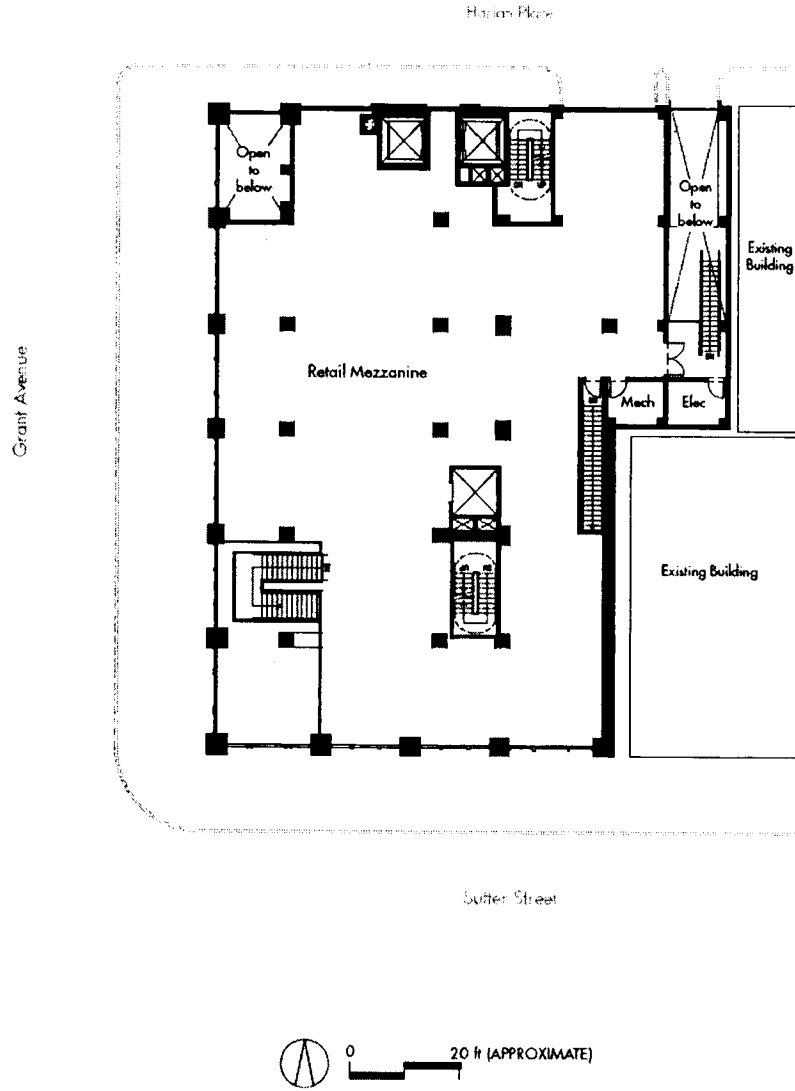 Harlan Place
Open
to
below
Open
to
below
Existing
Building
Grant Avenue
Retail Mezzanine
Mech
Elec
Existing Building
Sutter Street
0
20 ft (APPROXIMATE)